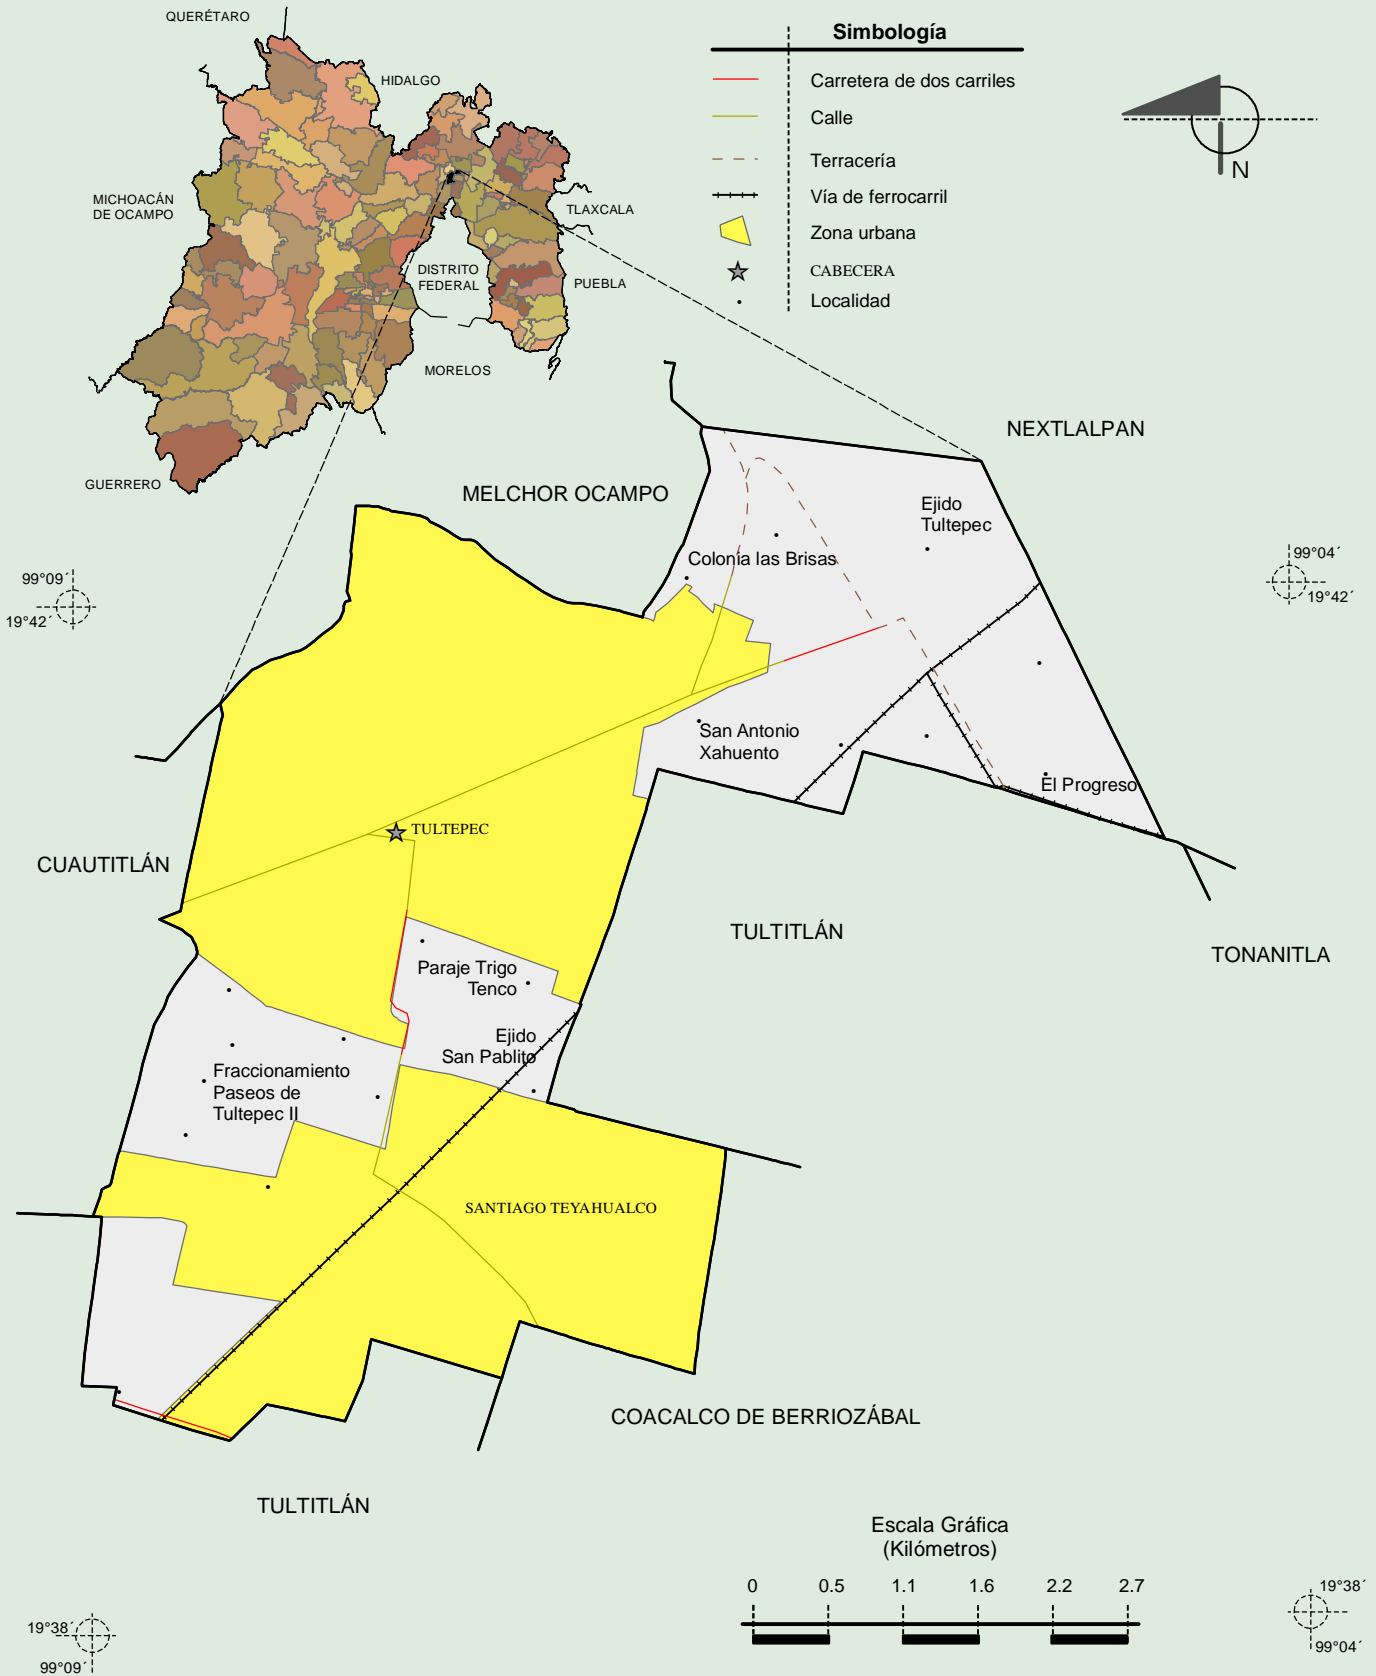 QUERÉTARO
HIDALGO
MICHOACÁN
DE OCAMPO
TLAXCALA
DISTRITO
FEDERAL
PUEBLA
MORELOS
GUERRERO
Simbología
Carretera de dos carriles
Calle
Terracería
Vía de ferrocarril
Zona urbana
CABECERA
Localidad
N
NEXTLALPAN
MELCHOR OCAMPO
Ejido
Tultepec
Colonia las Brisas
99°09´
19°42´
99°04´
19°42´
San Antonio
Xahuento
El Progreso
TULTEPEC
CUAUTITLÁN
TULTITLÁN
TONANITLA
Paraje Trigo
Tenco
Ejido
San Pablito
Fraccionamiento
Paseos de
Tultepec II
SANTIAGO TEYAHUALCO
COACALCO DE BERRIOZÁBAL
TULTITLÁN
Escala Gráfica
(Kilómetros)
0 0.5 1.1 1.6 2.2 2.7
19°38´
99°09´
19°38´
99°04´